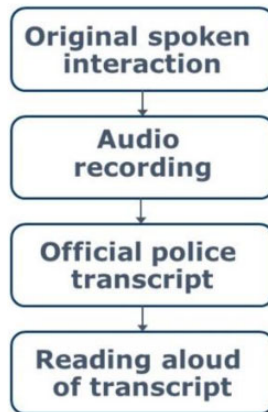 Original spoken
interaction
Audio
recording
Official police
transcript
Reading aloud
of transcript